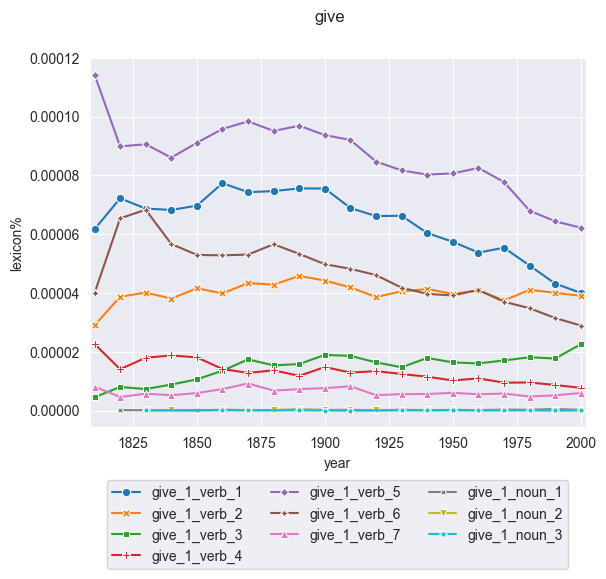 give
0.00012
0.00010
0.00008
0.00006
0.00004
0.00002
0.00000
lexicon%
1825 1850 1875 1900 1925 1950 1975 2000
year
give_1_verb_1 give_1_verb_5 give_1_noun_1
give_1_verb_2 give_1_verb_6 give_1_noun_2
give_1_verb_3 give_1_verb_7 give_1_noun_3
give_1_verb_4